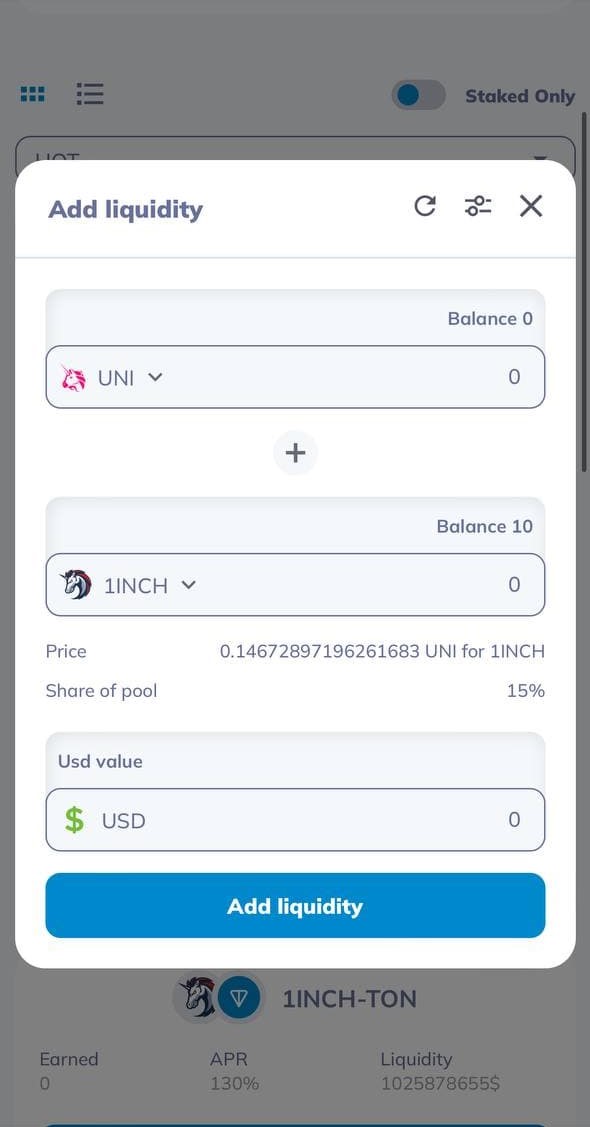 Staked Only
HOT
Add liquidity
Balance 0
UNI 0
+
Balance 10
1INCH 0
Price 0.14672897196261683 UNI for 1INCH
Share of pool 15%
Usd value
$ USD 0
Add liquidity
1INCH-TON
Earned APR Liquidity
0 130% 1025878655$